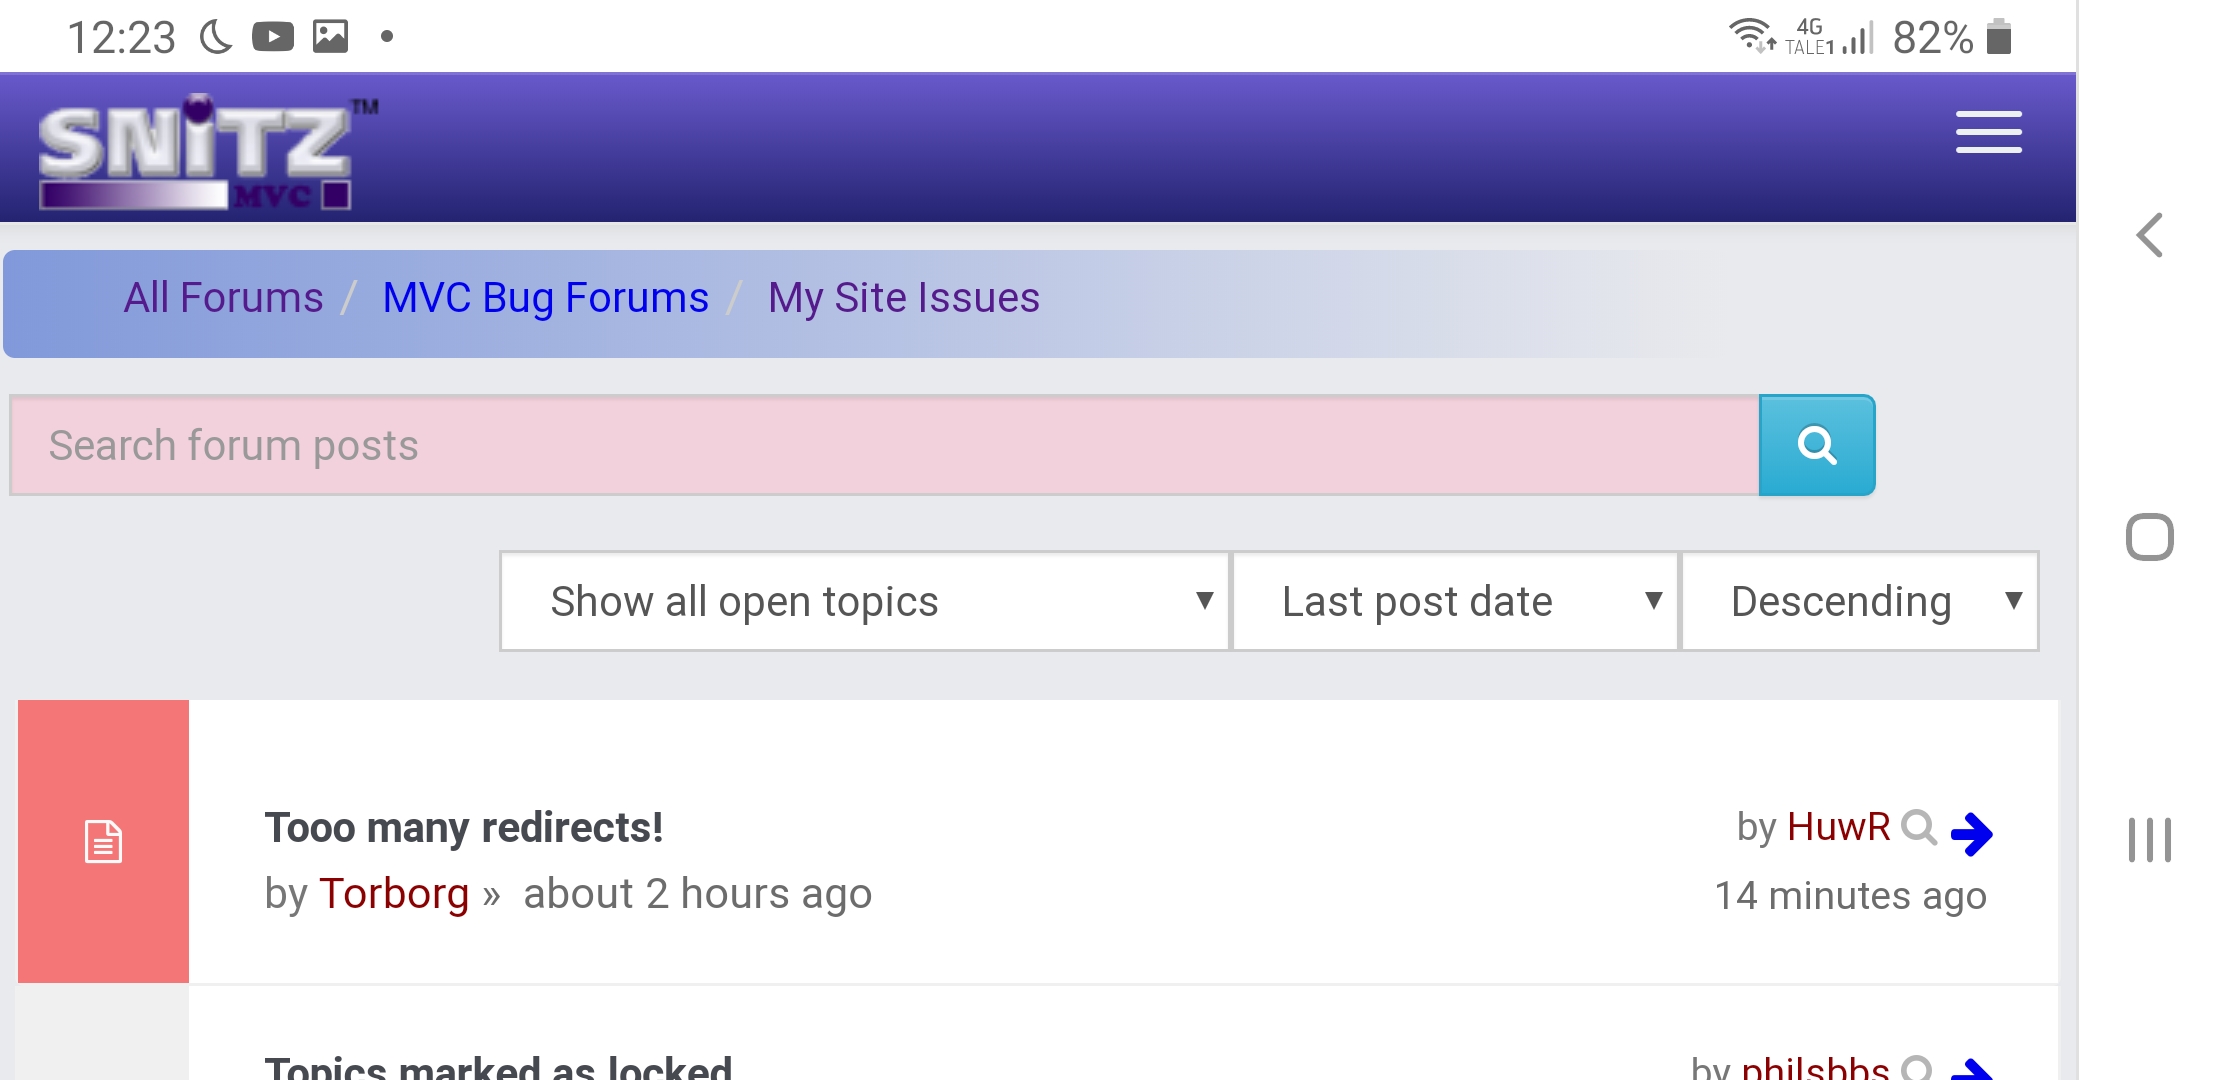 12:23 4G TALE1 82%
SNiTZ TM
MVC
All Forums / MVC Bug Forums / My Site Issues
Search forum posts
Show all open topics ▼ Last post date ▼ Descending ▼
Tooo many redirects! by HuwR
by Torborg » about 2 hours ago 14 minutes ago
Topics marked as locked by philsbbs